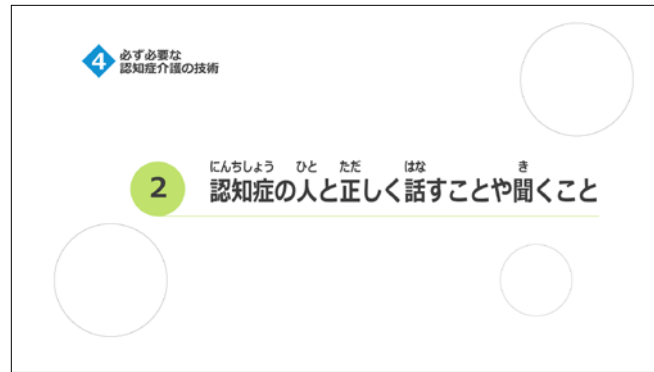 4
必ず必要な
認知症介護の技術
にんちしょう ひと ただ はな き
2 認知症の人と正しく話すことや聞くこと